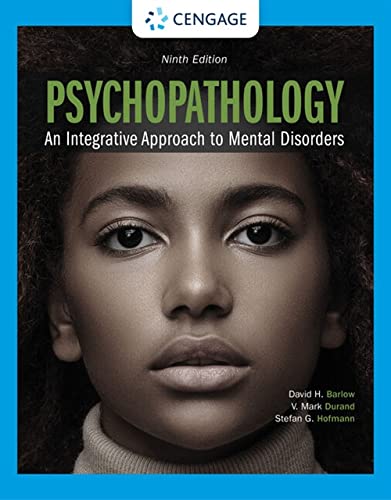 CENGAGE
Ninth Edition
PSYCHOPATHOLOGY
An Integrative Approach to Mental Disorders
David H. Barlow
V. Mark Durand
Stefan G. Hofmann